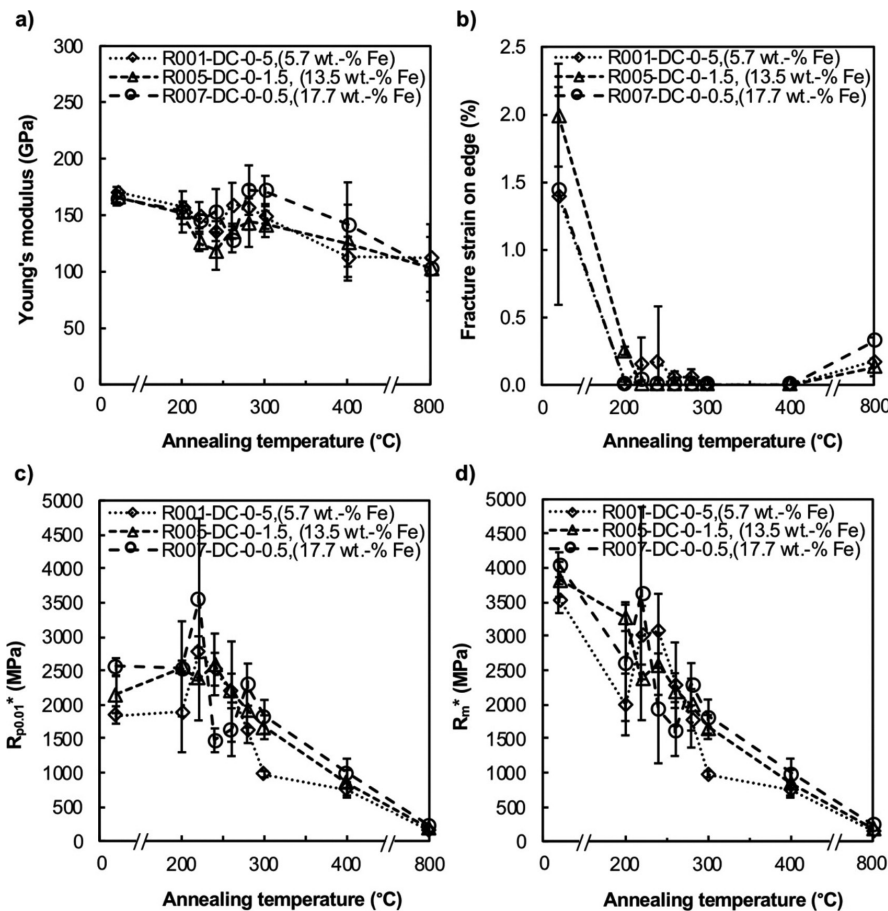 a)
300
250
200
150
100
50
0
Young's modulus (GPa)
R001-DC-0-5,(5.7 wt.-% Fe)
R005-DC-0-1.5, (13.5 wt.-% Fe)
R007-DC-0-0.5,(17.7 wt.-% Fe)
0 200 300 400 800
Annealing temperature (°C)
b)
2.5
2.0
1.5
1.0
0.5
0.0
Fracture strain on edge (%)
R001-DC-0-5,(5.7 wt.-% Fe)
R005-DC-0-1.5, (13.5 wt.-% Fe)
R007-DC-0-0.5,(17.7 wt.-% Fe)
0 200 300 400 800
Annealing temperature (°C)
c)
5000
4500
4000
3500
3000
2500
2000
1500
1000
500
0
Rp0.01* (MPa)
R001-DC-0-5,(5.7 wt.-% Fe)
R005-DC-0-1.5, (13.5 wt.-% Fe)
R007-DC-0-0.5,(17.7 wt.-% Fe)
0 200 300 400 800
Annealing temperature (°C)
d)
5000
4500
4000
3500
3000
2500
2000
1500
1000
500
0
Rm* (MPa)
R001-DC-0-5,(5.7 wt.-% Fe)
R005-DC-0-1.5, (13.5 wt.-% Fe)
R007-DC-0-0.5,(17.7 wt.-% Fe)
0 200 300 400 800
Annealing temperature (°C)